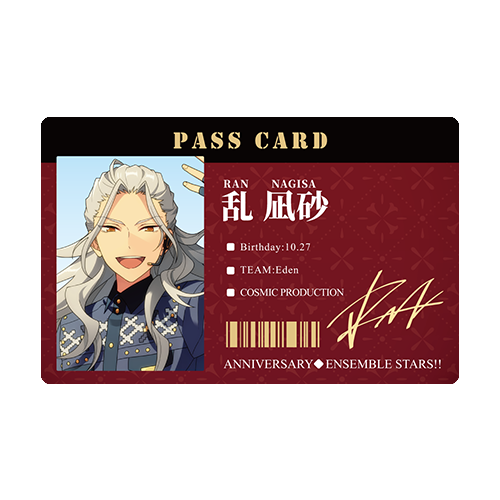 PASS CARD
RAN NAGISA
乱 凪砂
Birthday:10.27
TEAM:Eden
COSMIC PRODUCTION
ANNIVERSARY◆ENSEMBLE STARS!!